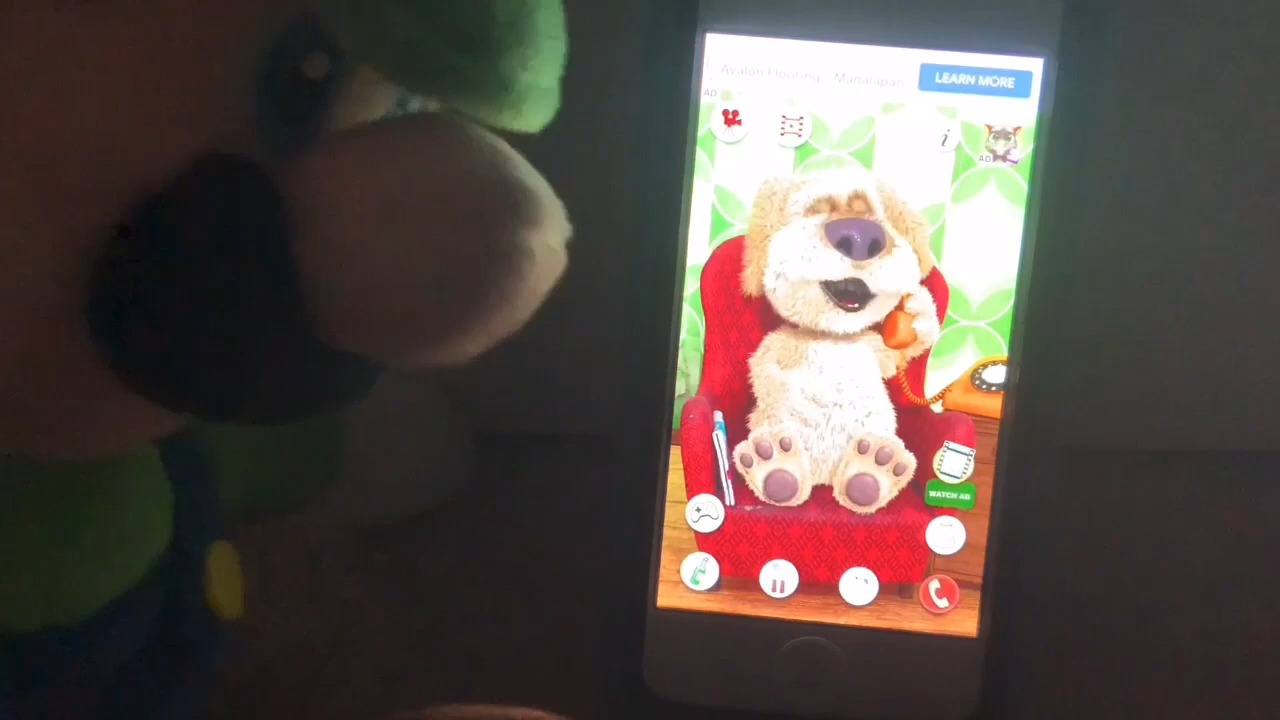 Avalon Flooring - Manalapan
LEARN MORE
AD
i
AD
WATCH AD